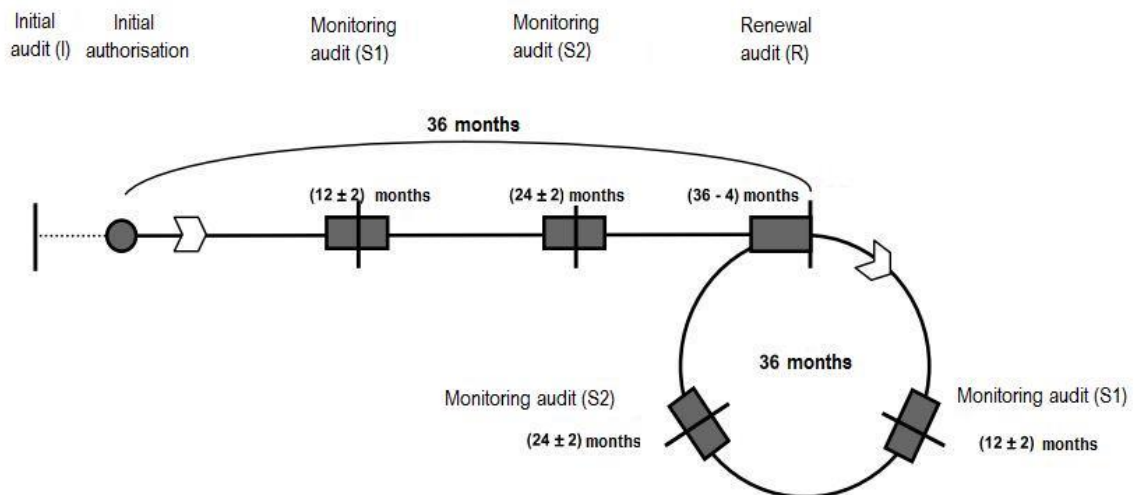 Initial
audit (I)
Initial
authorisation
Monitoring
audit (S1)
Monitoring
audit (S2)
Renewal
audit (R)
36 months
(12 ± 2) months
(24 ± 2) months
(36 - 4) months
36 months
Monitoring audit (S2)
(24 ± 2) months
Monitoring audit (S1)
(12 ± 2) months